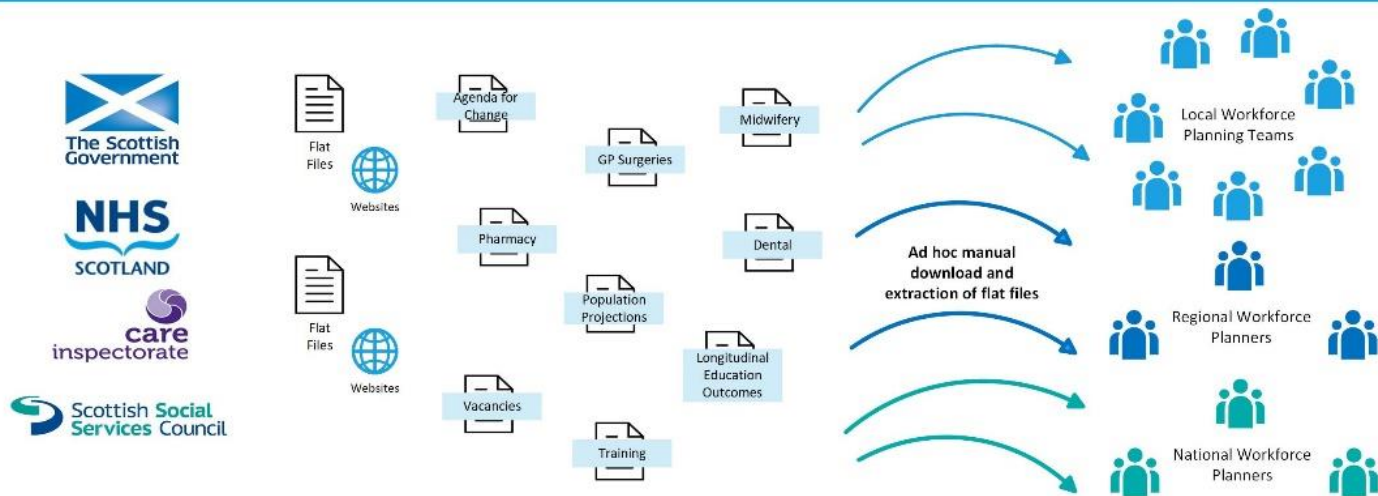 The Scottish
Government
NHS
SCOTLAND
care
inspectorate
Scottish Social
Services Council
Flat
Files
Websites
Flat
Files
Websites
Agenda for
Change
GP Surgeries
Midwifery
Pharmacy
Dental
Population
Projections
Longitudinal
Education
Outcomes
Vacancies
Training
Ad hoc manual
download and
extraction of flat files
Local Workforce
Planning Teams
Regional Workforce
Planners
National Workforce
Planners